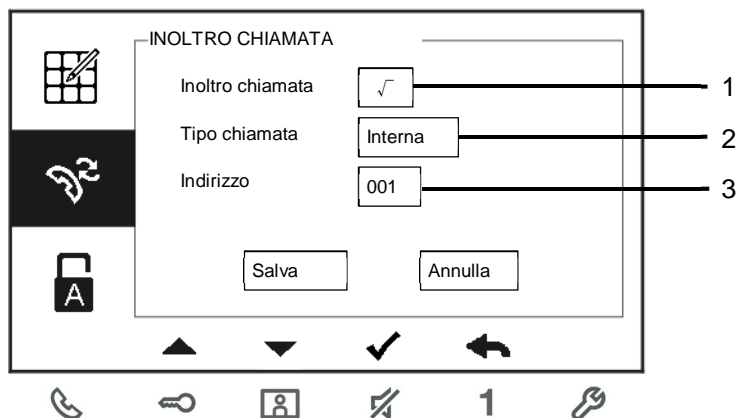 INOLTRO CHIAMATA
Inoltro chiamata √ 1
Tipo chiamata Interna 2
Indirizzo 001 3
Salva Annulla
A
1